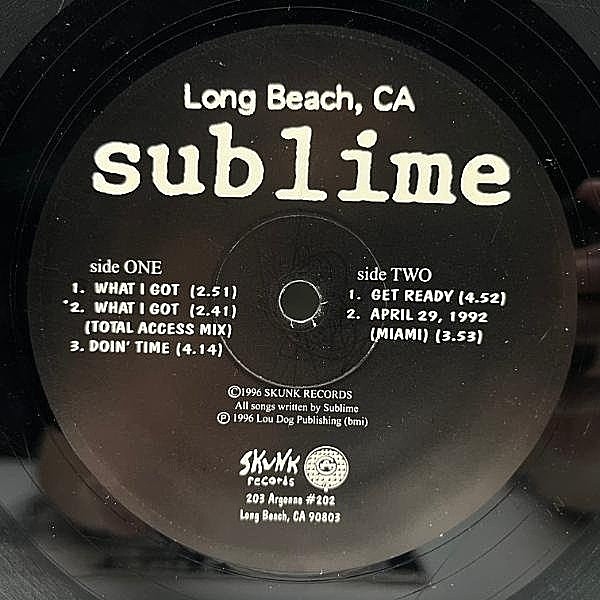 Long Beach, CA
sublime
side ONE
1. WHAT I GOT (2.51)
*2. WHAT I GOT (2.41)
(TOTAL ACCESS MIX)
3. DOIN' TIME (4.14)
side TWO
1. GET READY (4.52)
2. APRIL 29, 1992
(MIAMI) (3.53)
©1996 SKUNK RECORDS
All songs written by Sublime
℗ 1996 Lou Dog Publishing (bmi)
SKUNK
records
203 Argonne #202
Long Beach, CA 90803